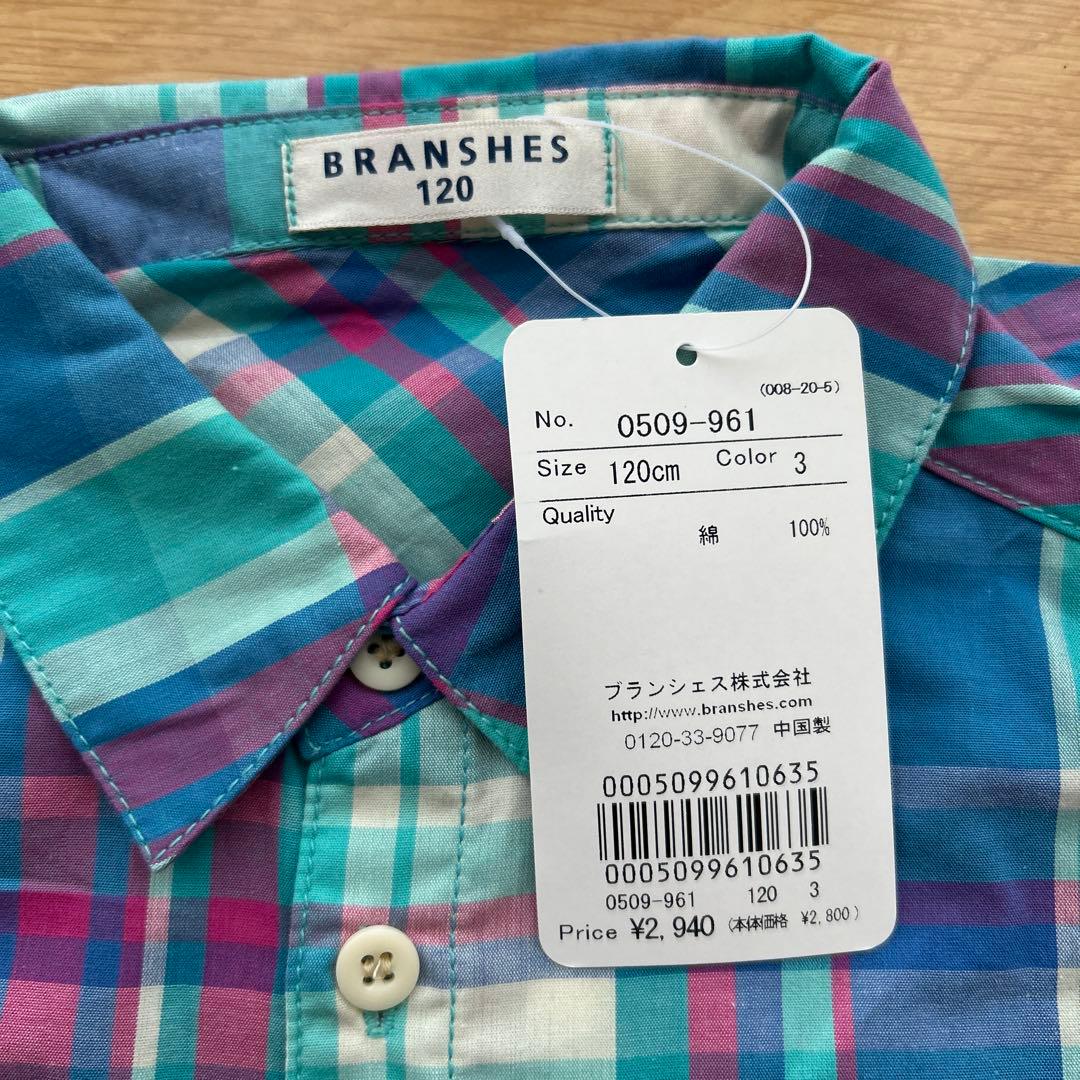 BRANSHES
120
(008-20-5)
No. 0509-961
Size 120cm Color 3
Quality
綿 100%
ブランシェス株式会社
http://www.branshes.com
0120-33-9077 中国製
0005099610635
0005099610635
0509-961 120 3
Price ¥2,940 (本体価格 ¥2,800)